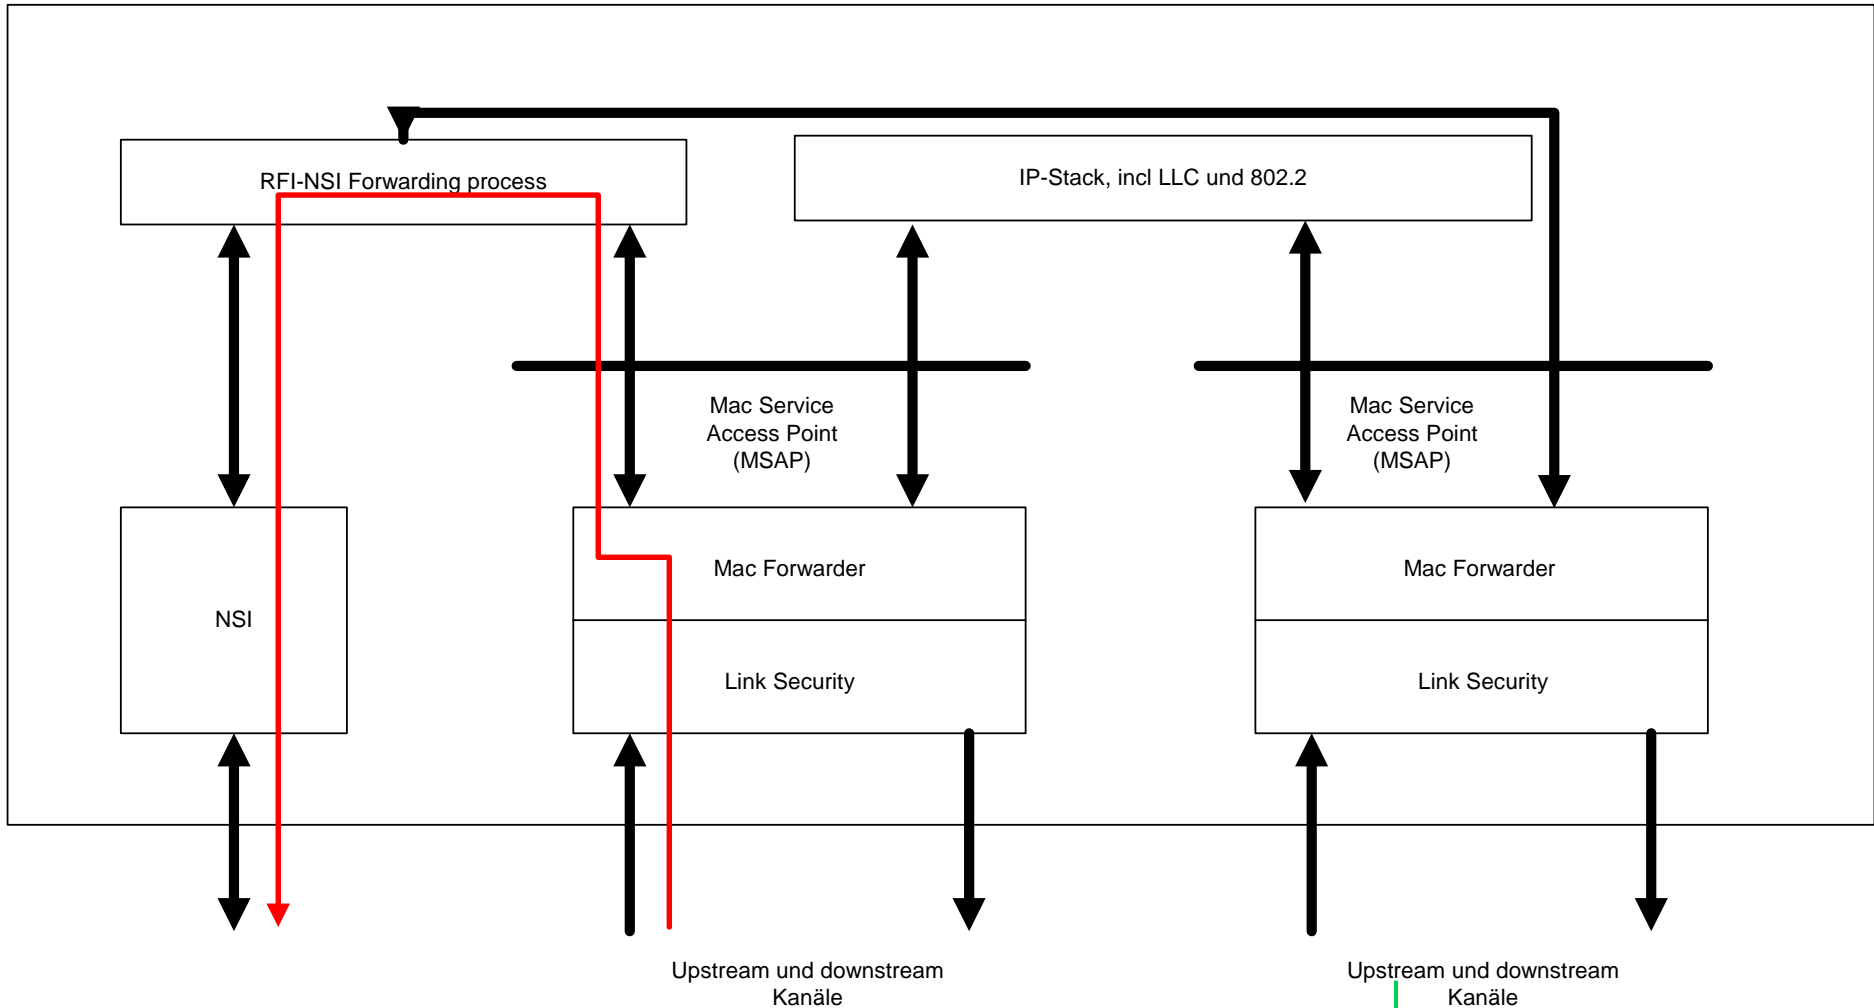 RFI-NSI Forwarding process
IP-Stack, incl LLC und 802.2
Mac Service
Access Point
(MSAP)
Mac Service
Access Point
(MSAP)
NSI
Mac Forwarder
Link Security
Mac Forwarder
Link Security
Upstream und downstream
Kanäle
Upstream und downstream
Kanäle